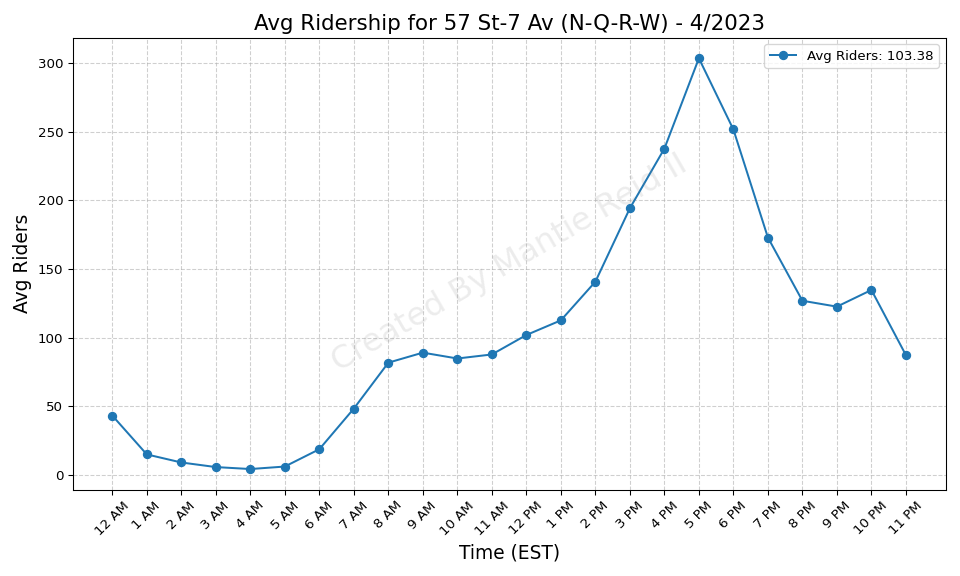 Avg Ridership for 57 St-7 Av (N-Q-R-W) - 4/2023
Avg Riders: 103.38
300
250
200
150
100
50
0
Avg Riders
Created By Mantle Reid II
12 AM
1 AM
2 AM
3 AM
4 AM
5 AM
6 AM
7 AM
8 AM
9 AM
10 AM
11 AM
12 PM
1 PM
2 PM
3 PM
4 PM
5 PM
6 PM
7 PM
8 PM
9 PM
10 PM
11 PM
Time (EST)